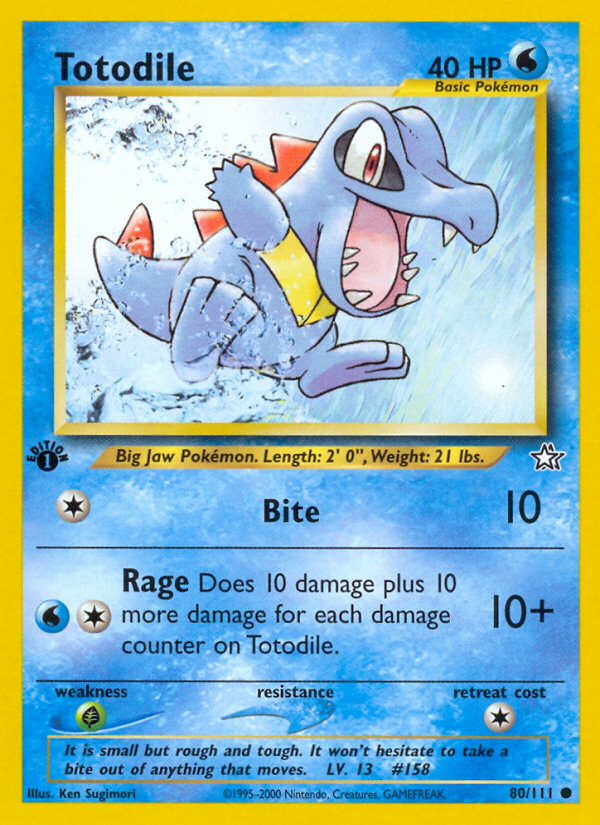 Totodile
40 HP
Basic Pokémon
EDITION
1
Big Jaw Pokémon. Length: 2' 0", Weight: 21 lbs.
Bite 10
Rage Does 10 damage plus 10
more damage for each damage
counter on Totodile.
10+
weakness resistance retreat cost
It is small but rough and tough. It won't hesitate to take a
bite out of anything that moves. LV. 13 #158
Illus. Ken Sugimori ©1995-2000 Nintendo, Creatures, GAMEFREAK. 80/111